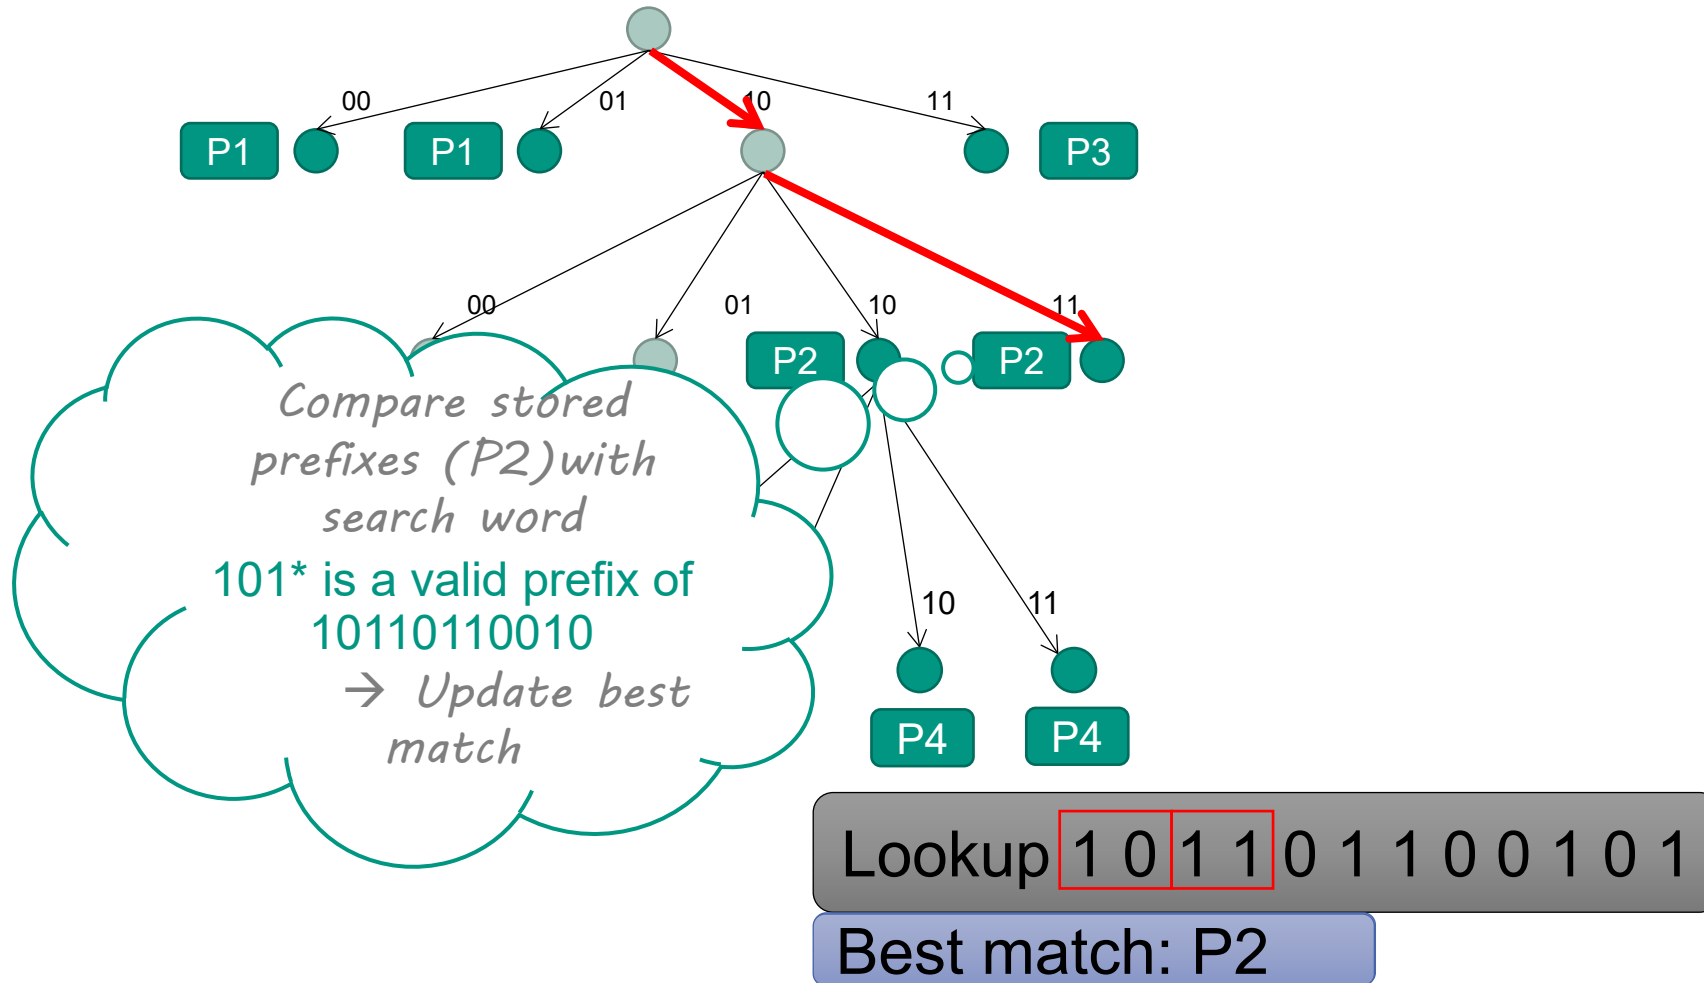 00
01
10
11
P1
P1
P3
00
01
10
11
P2
P2
Compare stored
prefixes (P2)with
search word
101* is a valid prefix of
10110110010
→ Update best
match
10
11
P4
P4
Lookup 1 0 1 1 0 1 1 0 0 1 0 1
Best match: P2